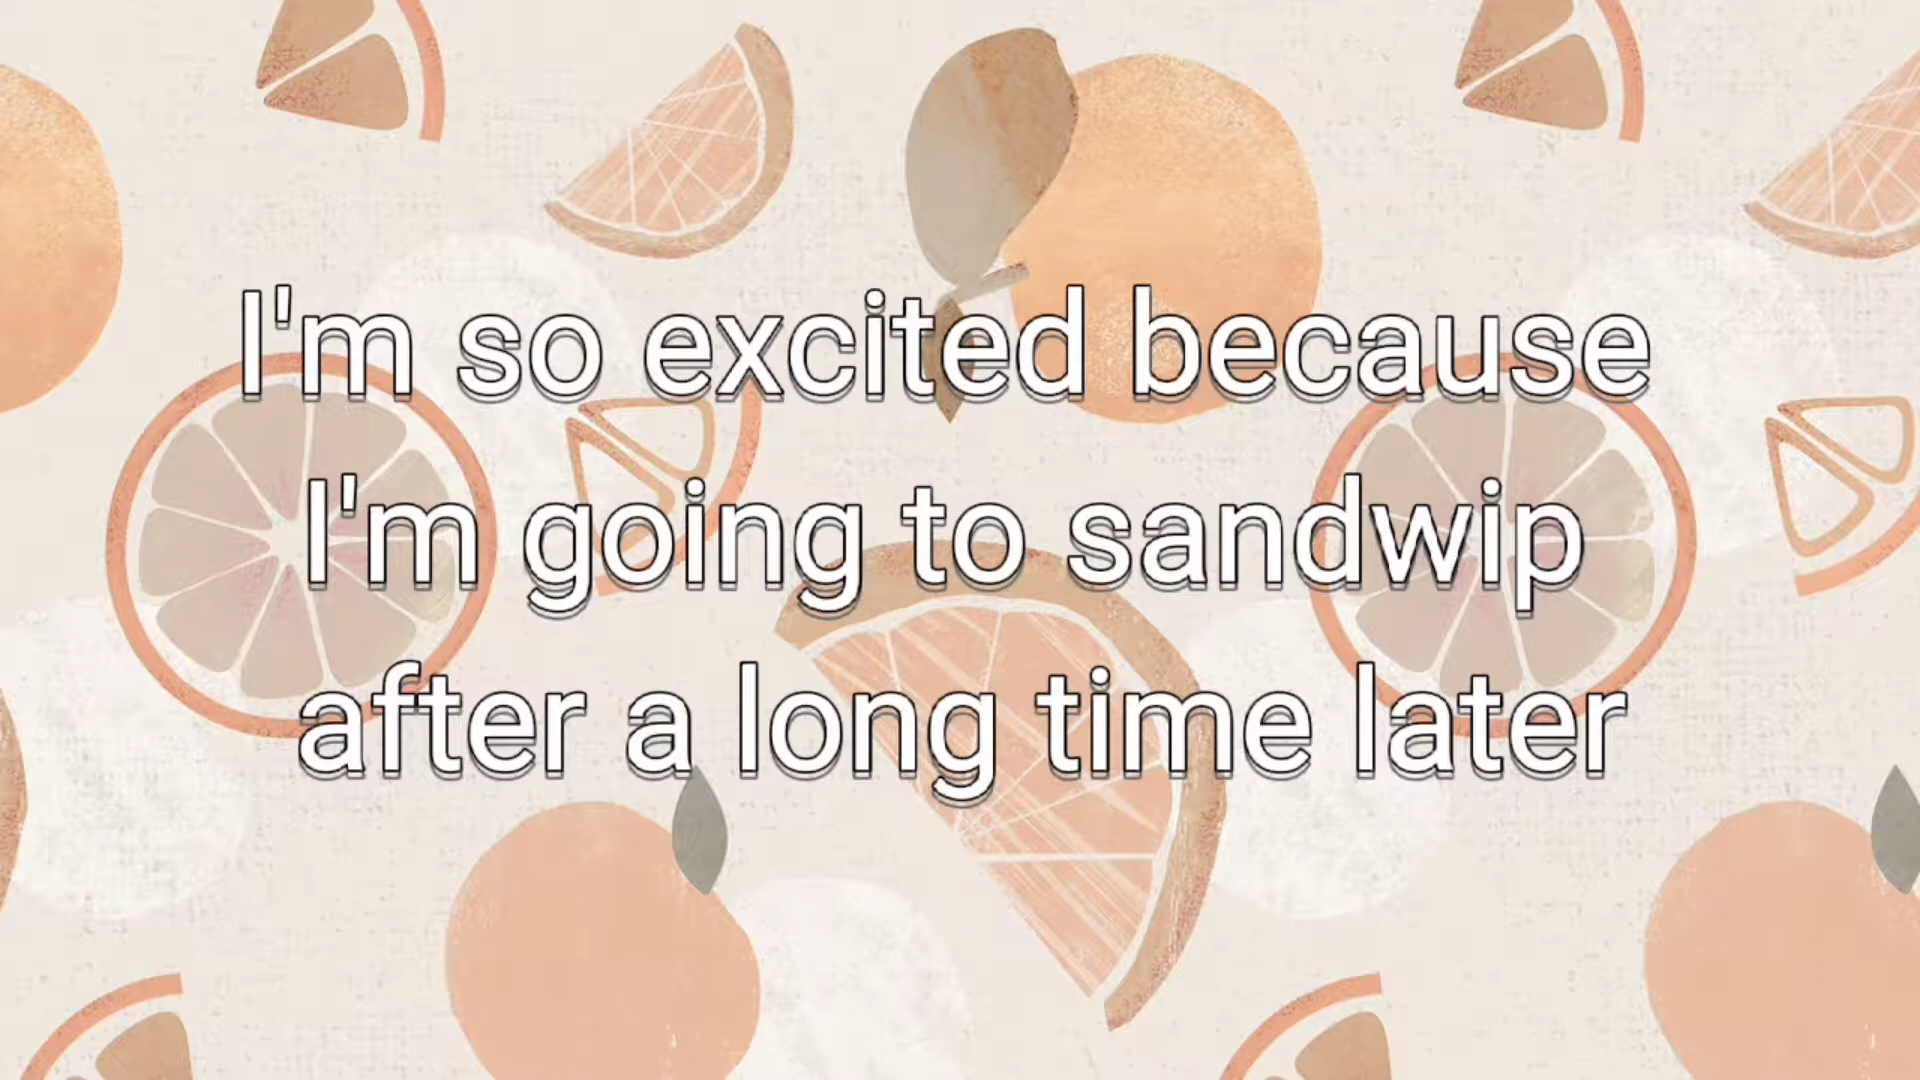 I'm so excited because
I'm going to sandwip
after a long time later